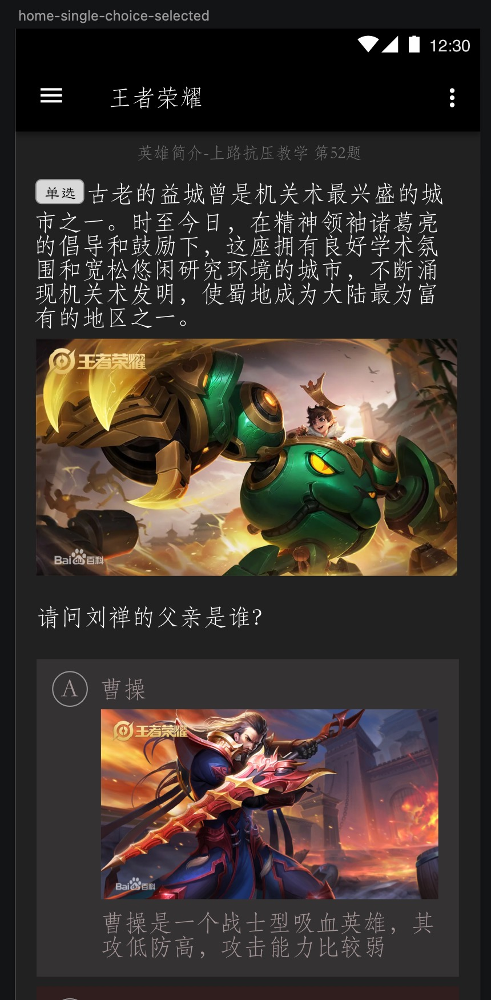 home-single-choice-selected
12:30
王者荣耀
英雄简介-上路抗压教学 第52题
单选 古老的益城曾是机关术最兴盛的城
市之一。时至今日，在精神领袖诸葛亮
的倡导和鼓励下，这座拥有良好学术氛
围和宽松悠闲研究环境的城市，不断涌
现机关术发明，使蜀地成为大陆最为富
有的地区之一。
王者荣耀
Bai du 百科
请问刘禅的父亲是谁?
A 曹操
王者荣耀
Bai du 百科
曹操是一个战士型吸血英雄，其
攻低防高，攻击能力比较弱